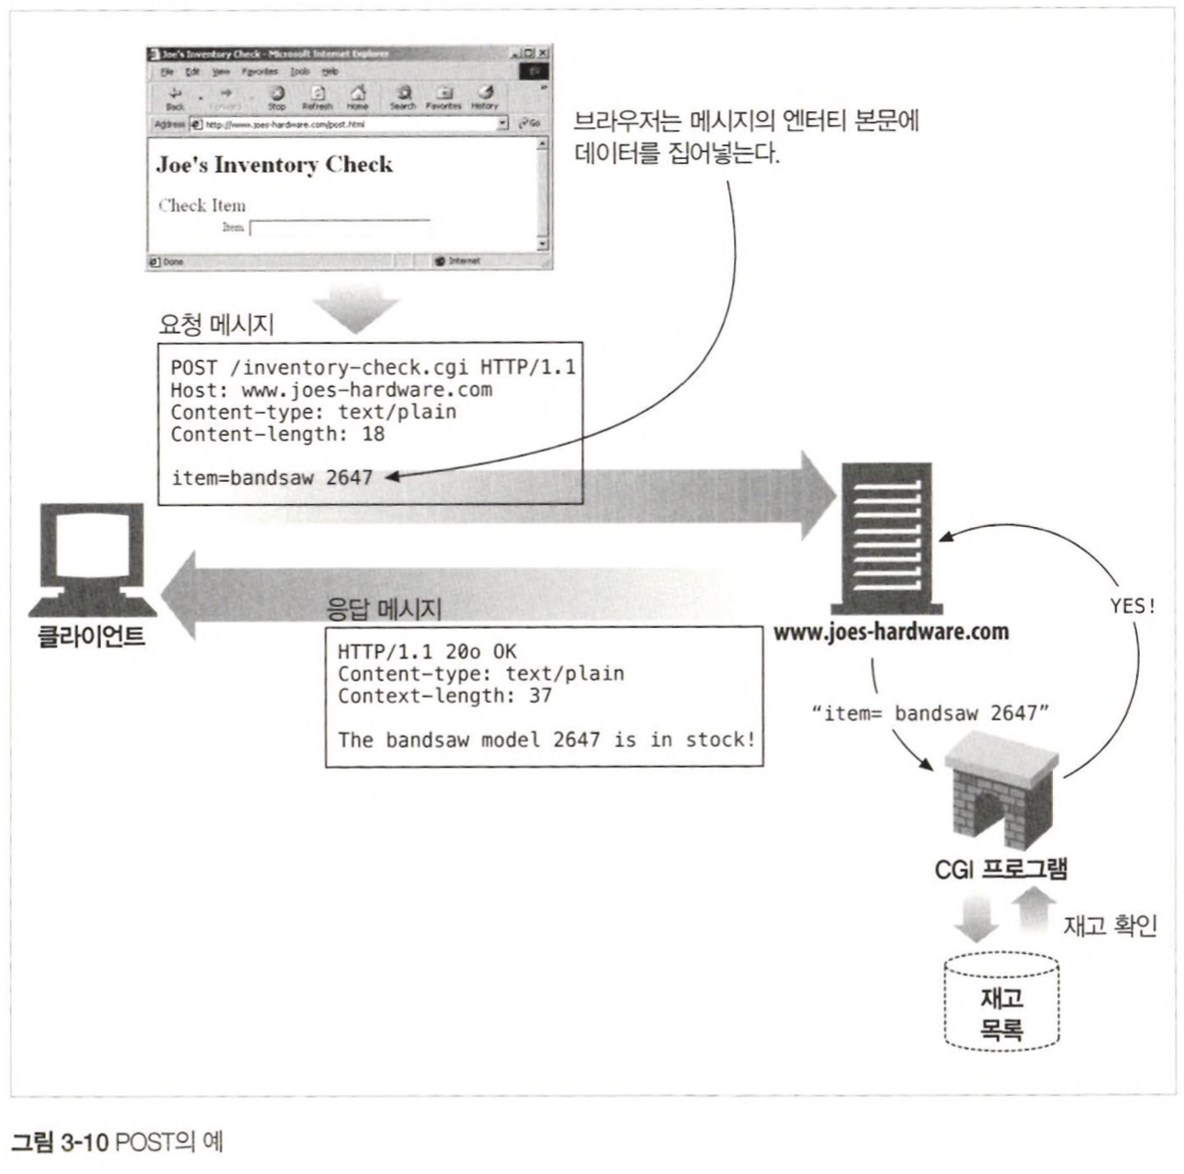 Joe's Inventory Check - Microsoft Internet Explorer
File Edit View Favorites Tools Help
Back Forward Stop Refresh Home Search Favorites History
Address http://www.joes-hardware.com/post.html Go
Joe's Inventory Check
Check Item
Item
Done Internet
브라우저는 메시지의 엔터티 본문에
데이터를 집어넣는다.
요청 메시지
POST /inventory-check.cgi HTTP/1.1
Host: www.joes-hardware.com
Content-type: text/plain
Content-length: 18
item=bandsaw 2647
클라이언트
응답 메시지
HTTP/1.1 20o OK
Content-type: text/plain
Context-length: 37
The bandsaw model 2647 is in stock!
www.joes-hardware.com
YES!
“item= bandsaw 2647”
CGI 프로그램
재고 확인
재고
목록
그림 3-10 POST의 예